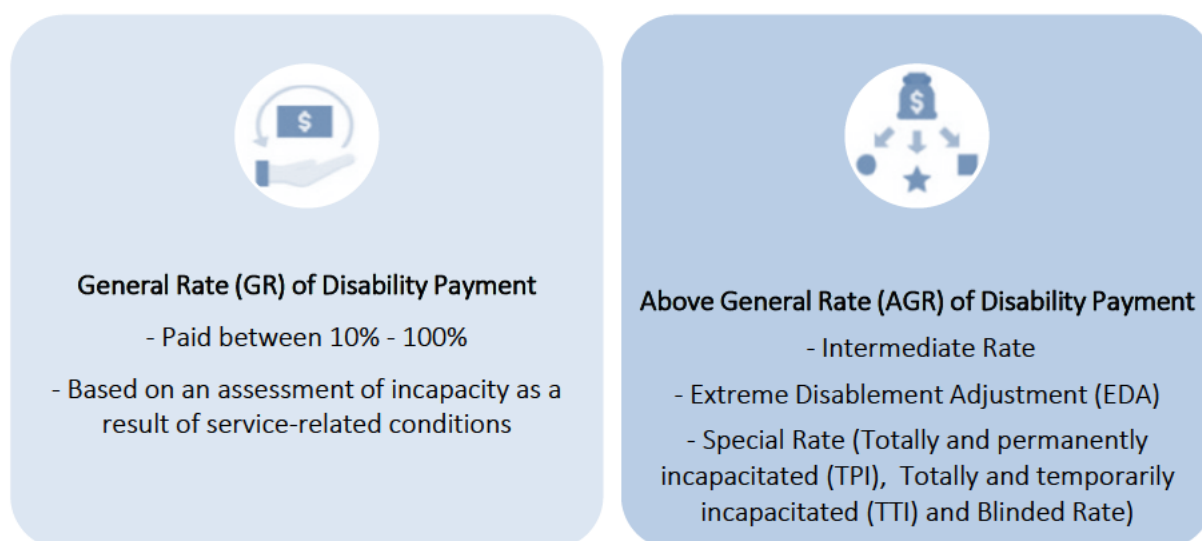 $
General Rate (GR) of Disability Payment
- Paid between 10% - 100%
- Based on an assessment of incapacity as a
result of service-related conditions
$
Above General Rate (AGR) of Disability Payment
- Intermediate Rate
- Extreme Disablement Adjustment (EDA)
- Special Rate (Totally and permanently
incapacitated (TPI),  Totally and temporarily
incapacitated (TTI) and Blinded Rate)